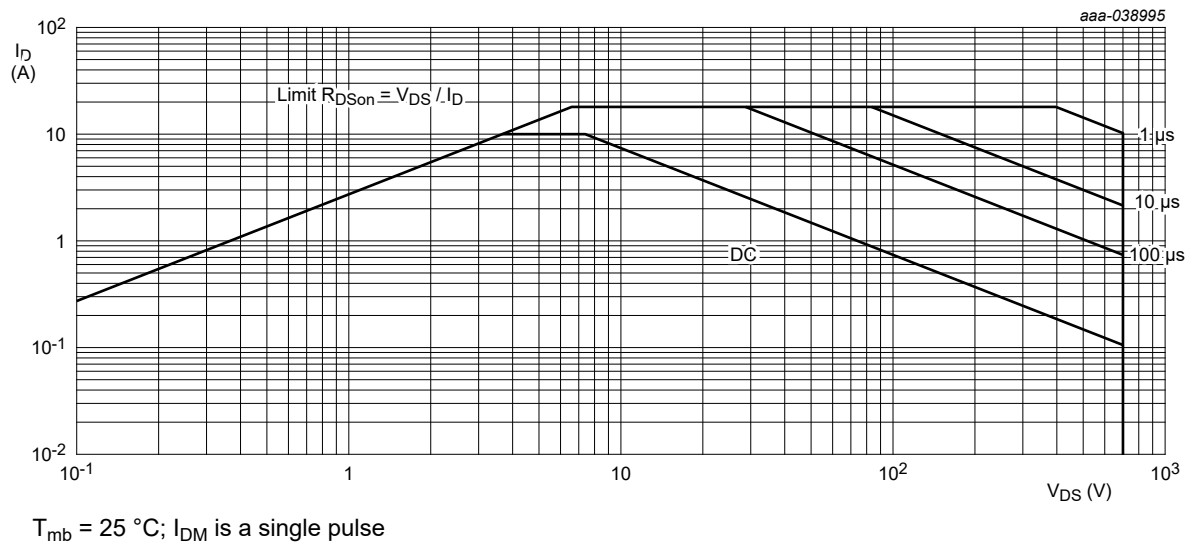 aaa-038995
10²
I_D
(A)
Limit R_DSon = V_DS / I_D
10
1 µs
10 µs
1
DC
100 µs
10⁻¹
10⁻²
10⁻¹
1
10
10²
10³
V_DS (V)
T_mb = 25 °C; I_DM is a single pulse